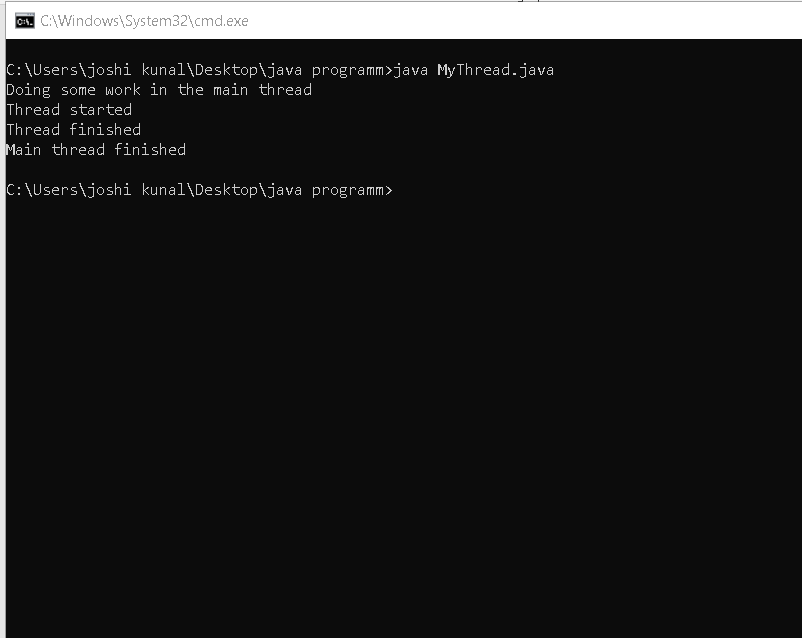 C:\Windows\System32\cmd.exe
C:\Users\joshi kunal\Desktop\java programm>java MyThread.java
Doing some work in the main thread
Thread started
Thread finished
Main thread finished
C:\Users\joshi kunal\Desktop\java programm>